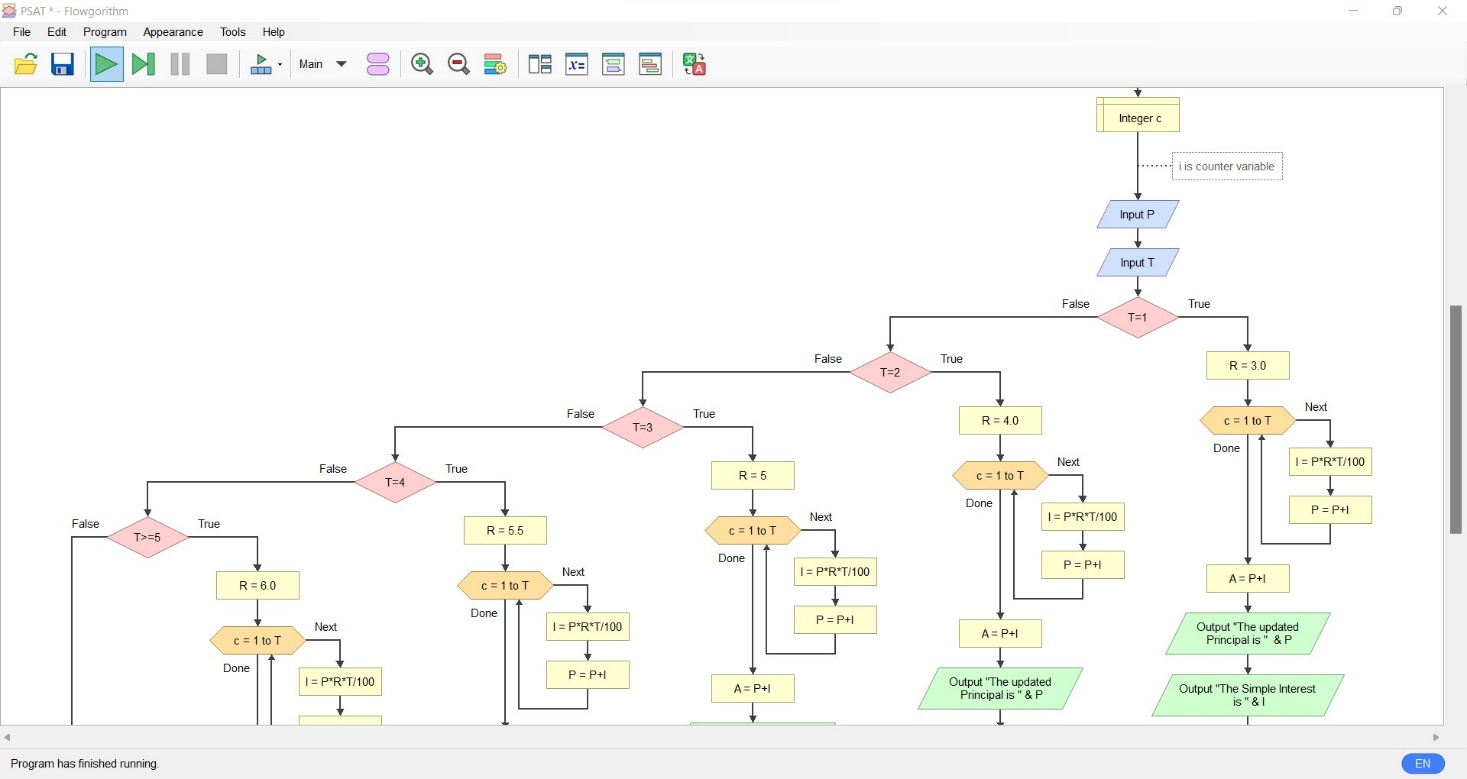 PSAT * - Flowgorithm
File Edit Program Appearance Tools Help
Main
x=
A
Integer c
i is counter variable
Input P
Input T
False
True
T=1
False
True
T=2
R = 3.0
False
True
T=3
R = 4.0
c = 1 to T
Next
Done
I = P*R*T/100
P = P+I
False
True
T=4
R = 5
c = 1 to T
Next
Done
I = P*R*T/100
P = P+I
A = P+I
False
True
T>=5
R = 5.5
c = 1 to T
Next
Done
I = P*R*T/100
P = P+I
A = P+I
Output "The updated
Principal is " & P
R = 6.0
c = 1 to T
Next
Done
I = P*R*T/100
P = P+I
A = P+I
Output "The updated
Principal is " & P
Output "The Simple Interest
is " & I
c = 1 to T
Next
Done
I = P*R*T/100
Program has finished running.
EN